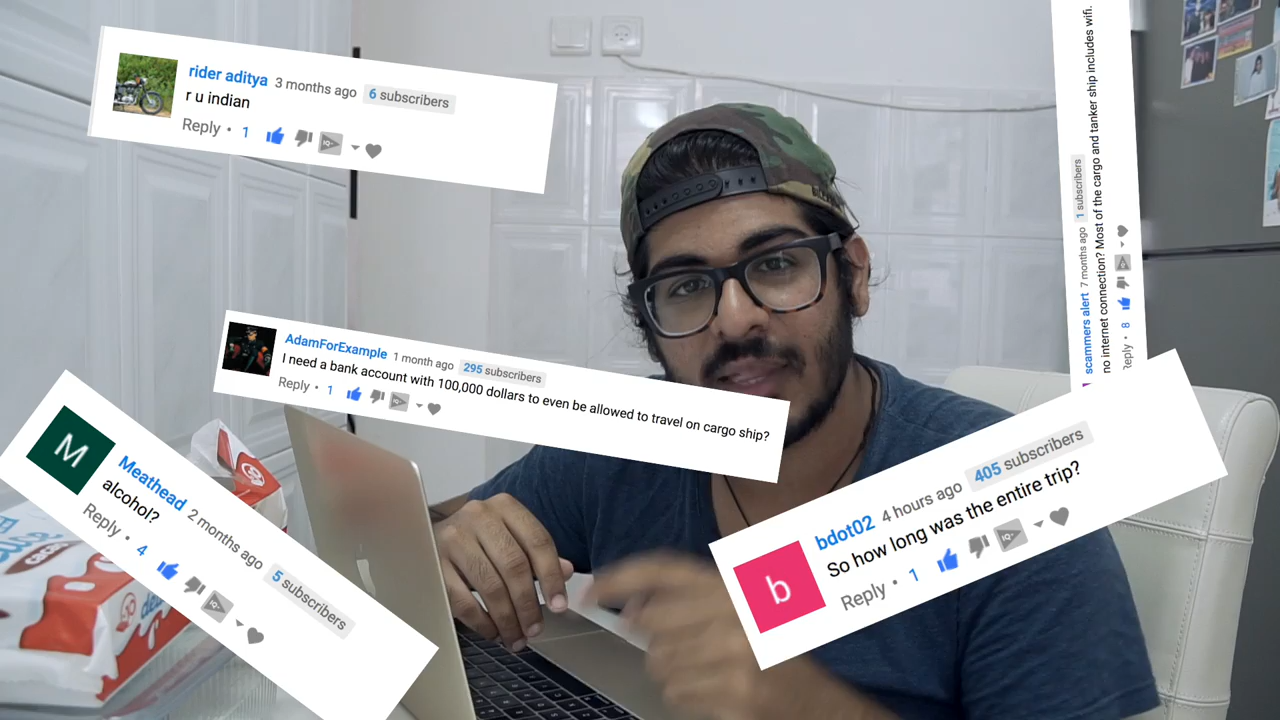 rider aditya 3 months ago 6 subscribers
r u indian
Reply • 1
AdamForExample 1 month ago 295 subscribers
I need a bank account with 100,000 dollars to even be allowed to travel on cargo ship?
Reply • 1
scammers alert 7 months ago 1 subscribers
no internet connection? Most of the cargo and tanker ship includes wifi.
Reply • 8
M
Meathead 2 months ago 5 subscribers
alcohol?
Reply • 4
b
bdot02 4 hours ago 405 subscribers
So how long was the entire trip?
Reply • 1